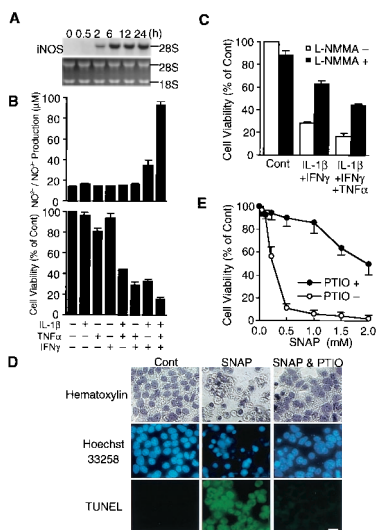 A
0 0.5 2 6 12 24 (h)
iNOS
28S
28S
18S
B
NO²⁻ / NO³⁻ Production (μM)
100
80
60
40
20
0
Cell Viability (% of Cont)
100
80
60
40
20
0
IL-1β − + − − + + − +
TNFα − − + − + − + +
IFNγ − − − + − + + +
C
L-NMMA −
L-NMMA +
Cell Viability (% of Cont)
100
80
60
40
20
0
Cont
IL-1β
+IFNγ
IL-1β
+IFNγ
+TNFα
E
Cell Viability (% of Cont)
100
80
60
40
20
0
PTIO +
PTIO −
0.0 0.5 1.0 1.5 2.0
SNAP (mM)
D
Cont SNAP SNAP & PTIO
Hematoxylin
Hoechst
33258
TUNEL